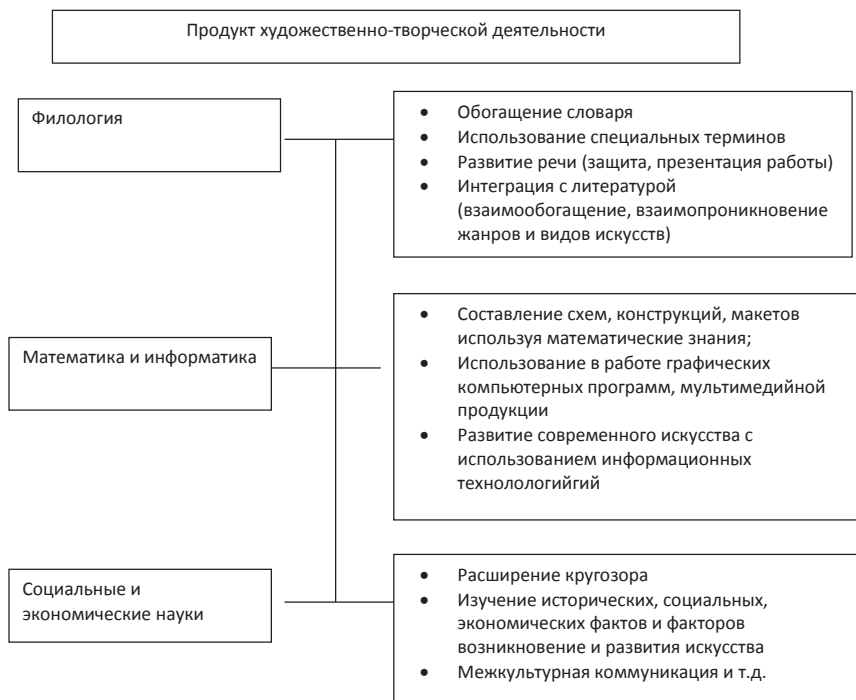 Продукт художественно-творческой деятельности
Филология
• Обогащение словаря
• Использование специальных терминов
• Развитие речи (защита, презентация работы)
• Интеграция с литературой
(взаимообогащение, взаимопроникновение
жанров и видов искусств)
Математика и информатика
• Составление схем, конструкций, макетов
используя математические знания;
• Использование в работе графических
компьютерных программ, мультимедийной
продукции
• Развитие современного искусства с
использованием информационных
технолологийгий
Социальные и
экономические науки
• Расширение кругозора
• Изучение исторических, социальных,
экономических фактов и факторов
возникновение и развития искусства
• Межкультурная коммуникация и т.д.